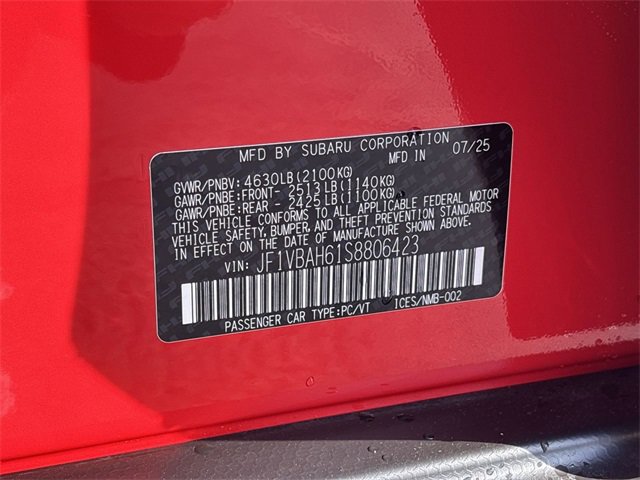 MFD BY SUBARU CORPORATION
MFD IN 07/25
GVWR/PNBV: 4630LB(2100KG)
GAWR/PNBE:FRONT- 2513LB(1140KG)
GAWR/PNBE:REAR - 2425LB(1100KG)
THIS VEHICLE CONFORMS TO ALL APPLICABLE FEDERAL MOTOR
VEHICLE SAFETY, BUMPER, AND THEFT PREVENTION STANDARDS
IN EFFECT ON THE DATE OF MANUFACTURE SHOWN ABOVE.
VIN: JF1VBAH61S8806423
PASSENGER CAR TYPE:PC/VT ICES/NMB-002